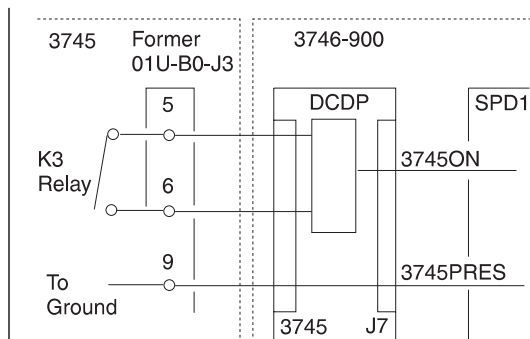 3745
Former
01U-B0-J3
3746-900
5
DCDP
SPD1
K3
Relay
3745ON
6
9
3745PRES
To
Ground
3745
J7